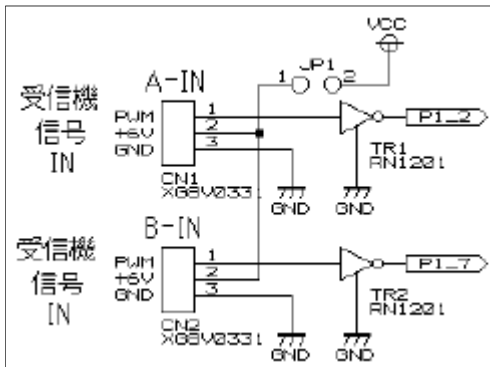 VCC
JP1
1 2
A-IN
受信機
信号
IN
PWM
+6V
GND
1
2
3
CN1
XG8V0331
GND
TR1
RN1201
GND
P1_2
B-IN
受信機
信号
IN
PWM
+6V
GND
1
2
3
CN2
XG8V0331
GND
TR2
RN1201
GND
P1_7